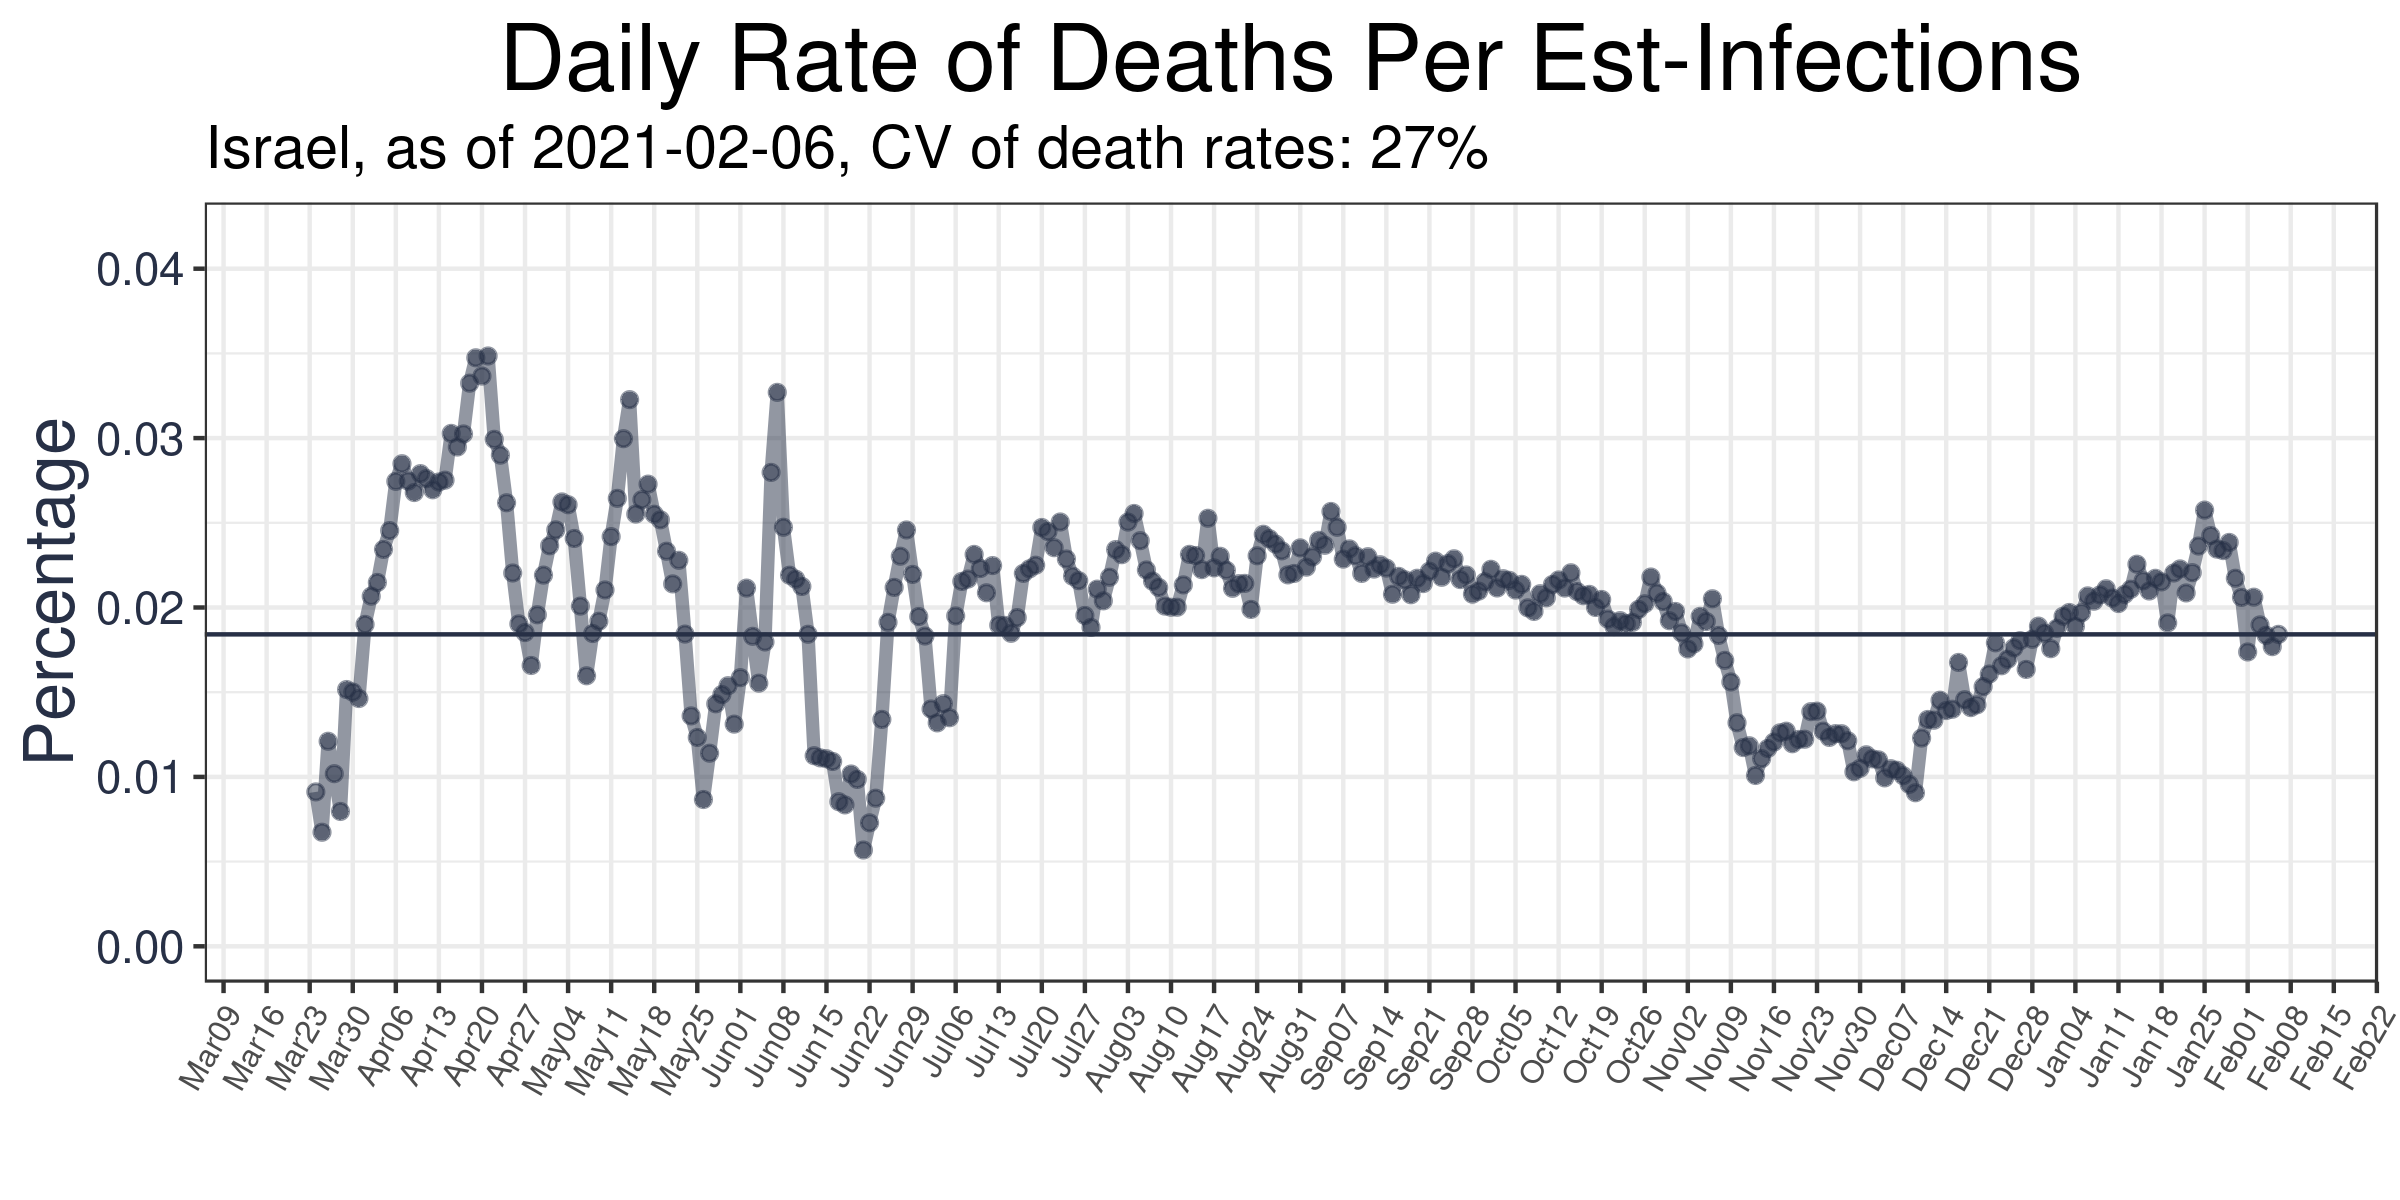 Daily Rate of Deaths Per Est-Infections
Israel, as of 2021-02-06, CV of death rates: 27%
Percentage
0.04
0.03
0.02
0.01
0.00
Mar09 Mar16 Mar23 Mar30 Apr06 Apr13 Apr20 Apr27 May04 May11 May18 May25 Jun01 Jun08 Jun15 Jun22 Jun29 Jul06 Jul13 Jul20 Jul27 Aug03 Aug10 Aug17 Aug24 Aug31 Sep07 Sep14 Sep21 Sep28 Oct05 Oct12 Oct19 Oct26 Nov02 Nov09 Nov16 Nov23 Nov30 Dec07 Dec14 Dec21 Dec28 Jan04 Jan11 Jan18 Jan25 Feb01 Feb08 Feb15 Feb22